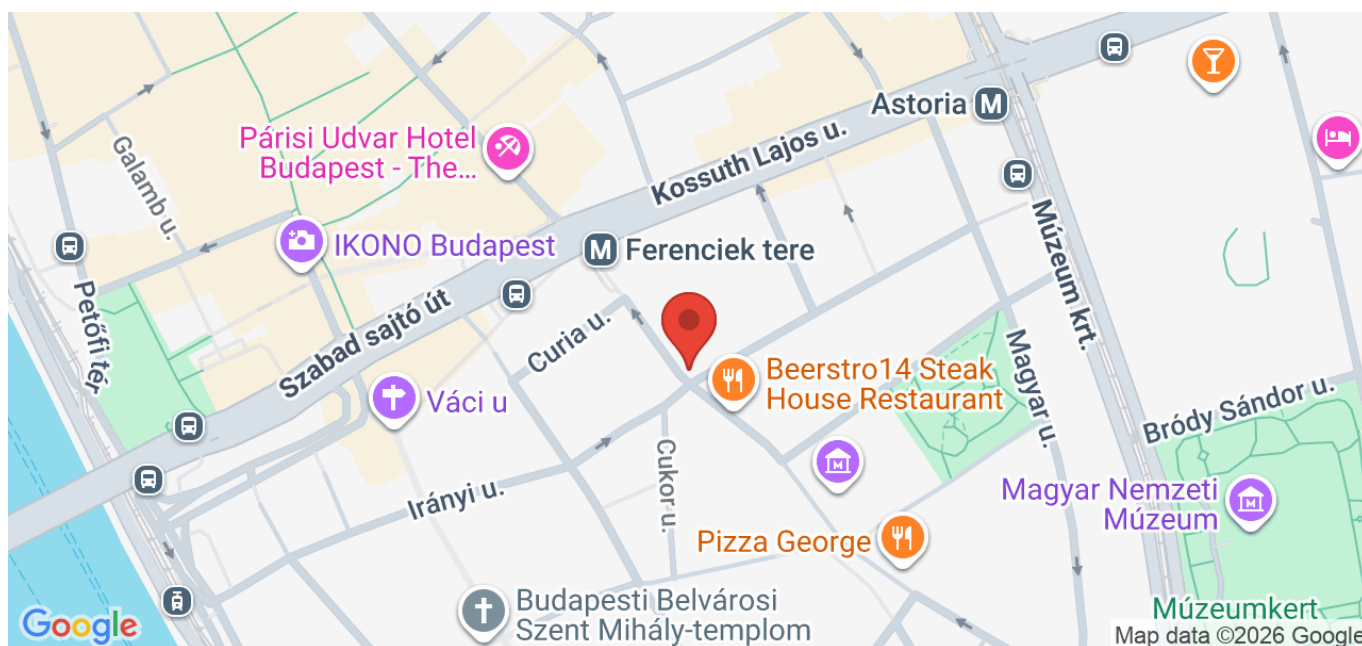 Astoria
M
Kossuth Lajos u.
Párisi Udvar Hotel
Budapest - The...
Galamb u.
IKONO Budapest
M
Ferenciek tere
Múzeum krt.
Petőfi tér
Szabad sajtó út
Curia u.
Magyar u.
Beerstro14 Steak
House Restaurant
Váci u
Bródy Sándor u.
Cukor u.
M
Irányi u.
Magyar Nemzeti
Múzeum
M
Pizza George
Budapesti Belvárosi
Szent Mihály-templom
Múzeumkert
Google
Map data ©2026 Google